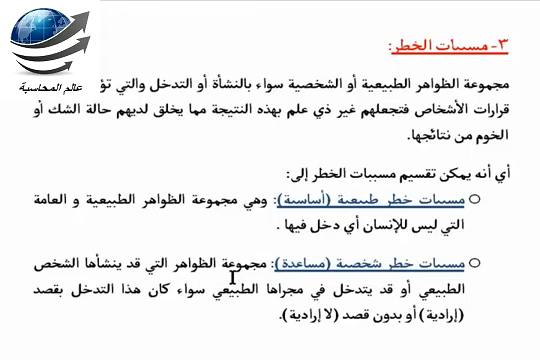 عالم المحاسبة
٣- مسببات الخطر:
مجموعة الظواهر الطبيعية أو الشخصية سواء بالنشأة أو التدخل والتي
قرارات الأشخاص فتجعلهم غير ذي علم بهذه النتيجة مما يخلق لديهم حالة الشك أو
الخوم من نتائجها.
أي أنه يمكن تقسيم مسببات الخطر إلى:
مسببات خطر طبيعية (أساسية): وهي مجموعة الظواهر الطبيعية و العامة
التي ليس للإنسان أي دخل فيها .
مسببات خطر شخصية (مساعدة): مجموعة الظواهر التي قد ينشأها الشخص
الطبيعي أو قد يتدخل في مجراها الطبيعي سواء كان هذا التدخل بقصد
(إرادية) أو بدون قصد (لا إرادية).